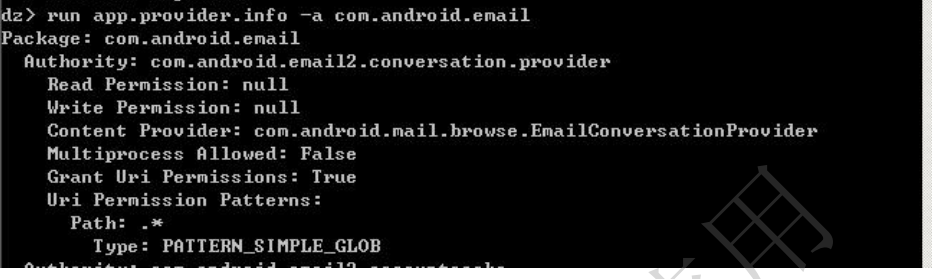 dz> run app.provider.info -a com.android.email
Package: com.android.email
Authority: com.android.email2.conversation.provider
Read Permission: null
Write Permission: null
Content Provider: com.android.mail.browse.EmailConversationProvider
Multiprocess Allowed: False
Grant Uri Permissions: True
Uri Permission Patterns:
Path: .*
Type: PATTERN_SIMPLE_GLOB
用